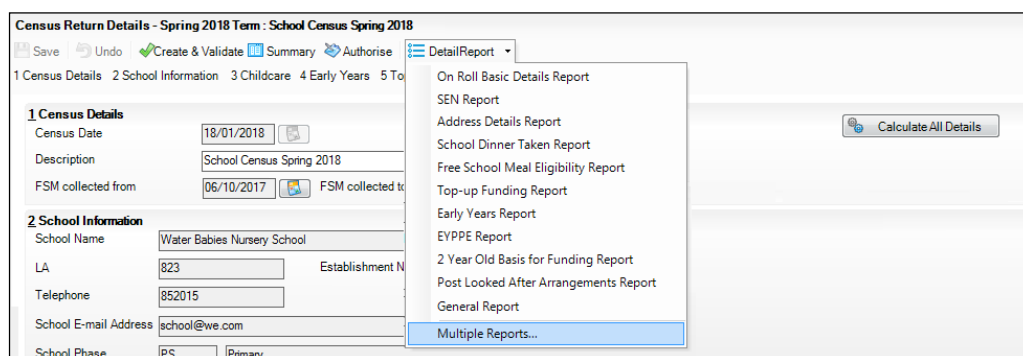 Census Return Details - Spring 2018 Term : School Census Spring 2018
Save Undo Create & Validate Summary Authorise DetailReport
1 Census Details 2 School Information 3 Childcare 4 Early Years 5
On Roll Basic Details Report
SEN Report
Address Details Report
School Dinner Taken Report
Free School Meal Eligibility Report
Top-up Funding Report
Early Years Report
EYPPE Report
2 Year Old Basis for Funding Report
Post Looked After Arrangements Report
General Report
Multiple Reports...
1 Census Details
Census Date 18/01/2018
Calculate All Details
Description School Census Spring 2018
FSM collected from 06/10/2017 FSM collected
2 School Information
School Name Water Babies Nursery School
LA 823 Establishment
Telephone 852015
School E-mail Address school@we.com
School Phase PS Primary